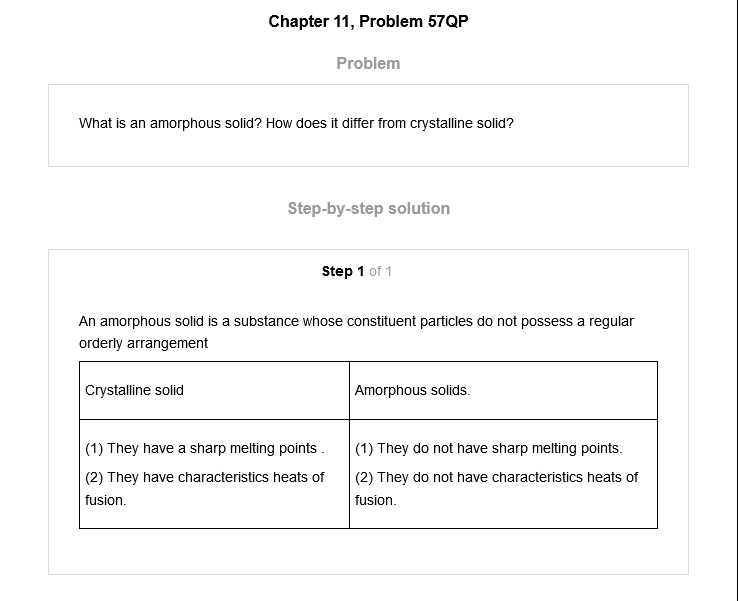 Chapter 11, Problem 57QP
Problem
What is an amorphous solid? How does it differ from crystalline solid?
Step-by-step solution
Step 1 of 1
An amorphous solid is a substance whose constituent particles do not possess a regular
orderly arrangement
Crystalline solid
Amorphous solids.
(1) They have a sharp melting points .
(2) They have characteristics heats of
fusion.
(1) They do not have sharp melting points.
(2) They do not have characteristics heats of
fusion.